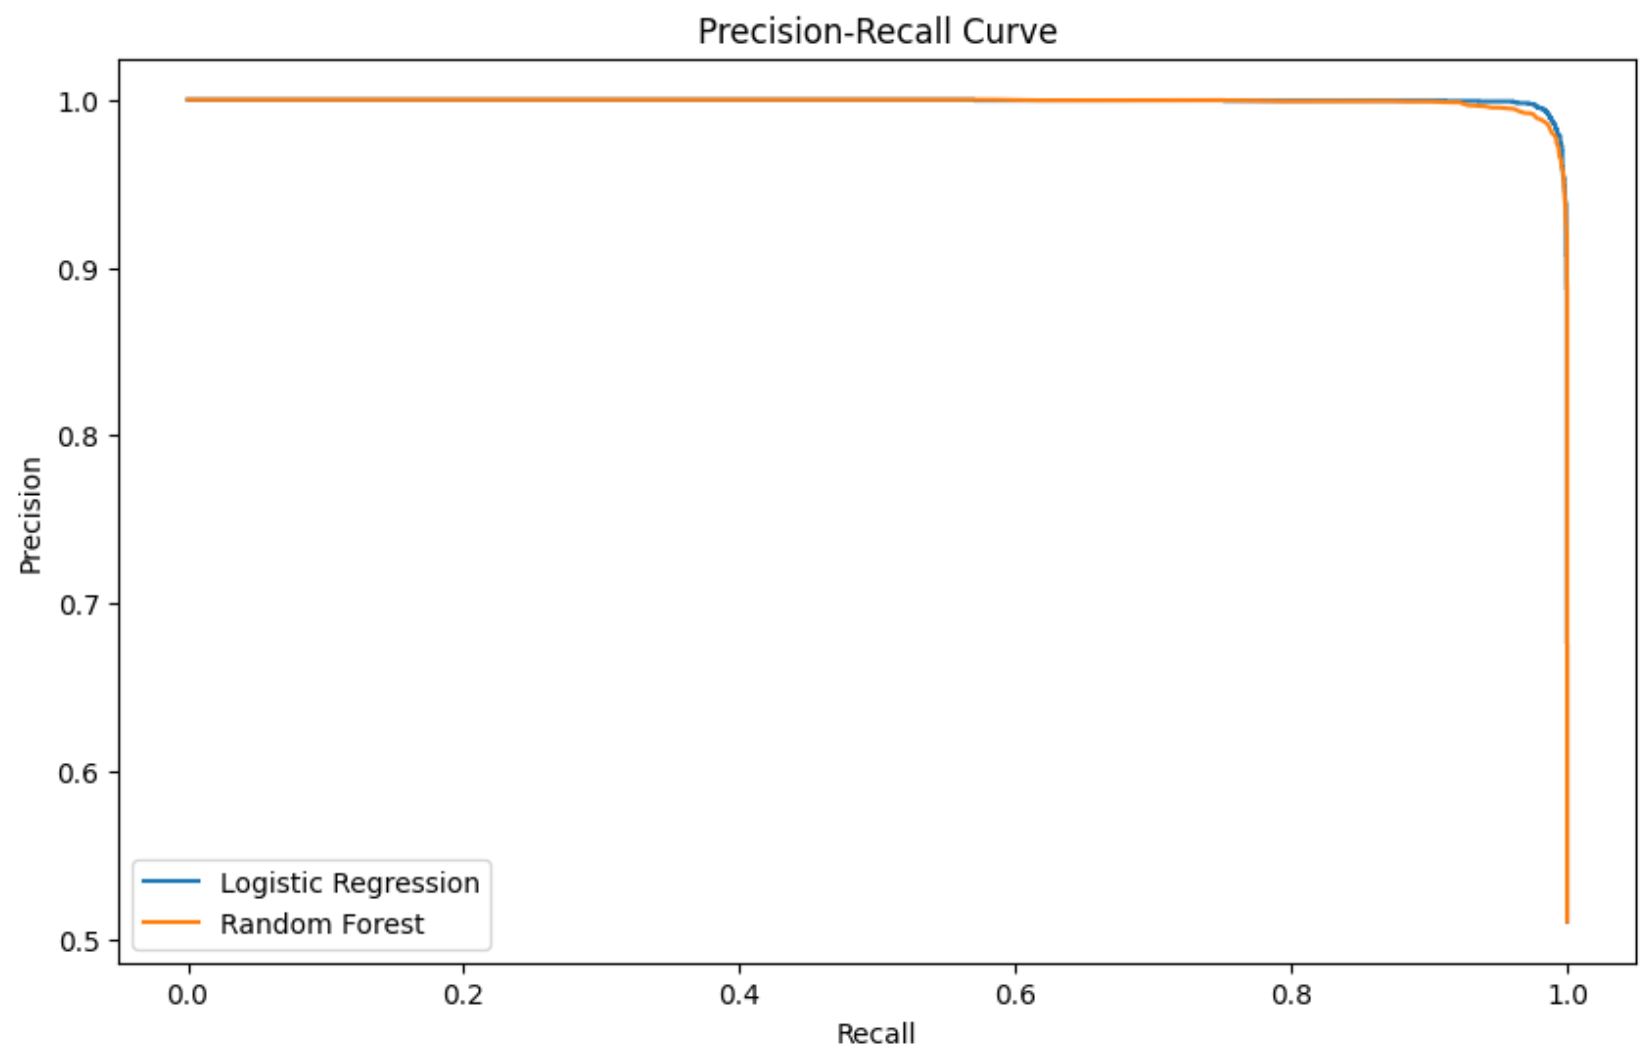 Precision-Recall Curve
1.0
0.9
0.8
0.7
0.6
0.5
Precision
Logistic Regression
Random Forest
0.0 0.2 0.4 0.6 0.8 1.0
Recall